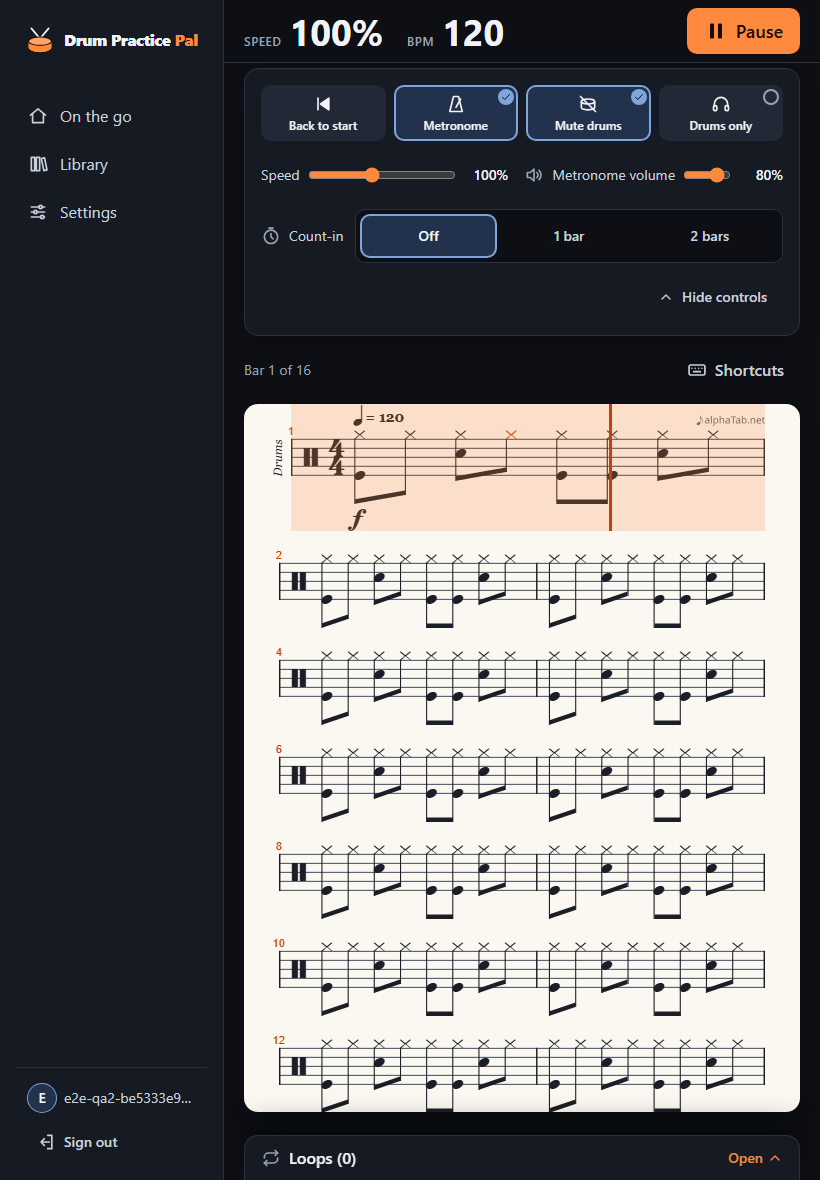 Drum Practice Pal
SPEED 100% BPM 120
Pause
On the go
Library
Settings
Back to start
Metronome
Mute drums
Drums only
Speed 100%
Metronome volume 80%
Count-in
Off
1 bar
2 bars
Hide controls
Bar 1 of 16
Shortcuts
= 120
alphaTab.net
1
Drums
4
4
f
2
4
6
8
10
12
E
e2e-qa2-be5333e9...
Sign out
Loops (0)
Open